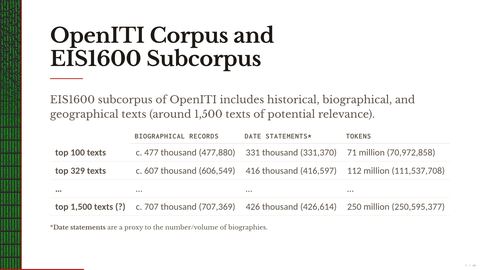 OpenITI Corpus and
EIS1600 Subcorpus
EIS1600 subcorpus of OpenITI includes historical, biographical, and
geographical texts (around 1,500 texts of potential relevance).
BIOGRAPHICAL RECORDS DATE STATEMENTS* TOKENS
top 100 texts c. 477 thousand (477,880) 331 thousand (331,370) 71 million (70,972,858)
top 329 texts c. 607 thousand (606,549) 416 thousand (416,597) 112 million (111,537,708)
... ... ... ...
top 1,500 texts (?) c. 707 thousand (707,369) 426 thousand (426,614) 250 million (250,595,377)
*Date statements are a proxy to the number/volume of biographies.